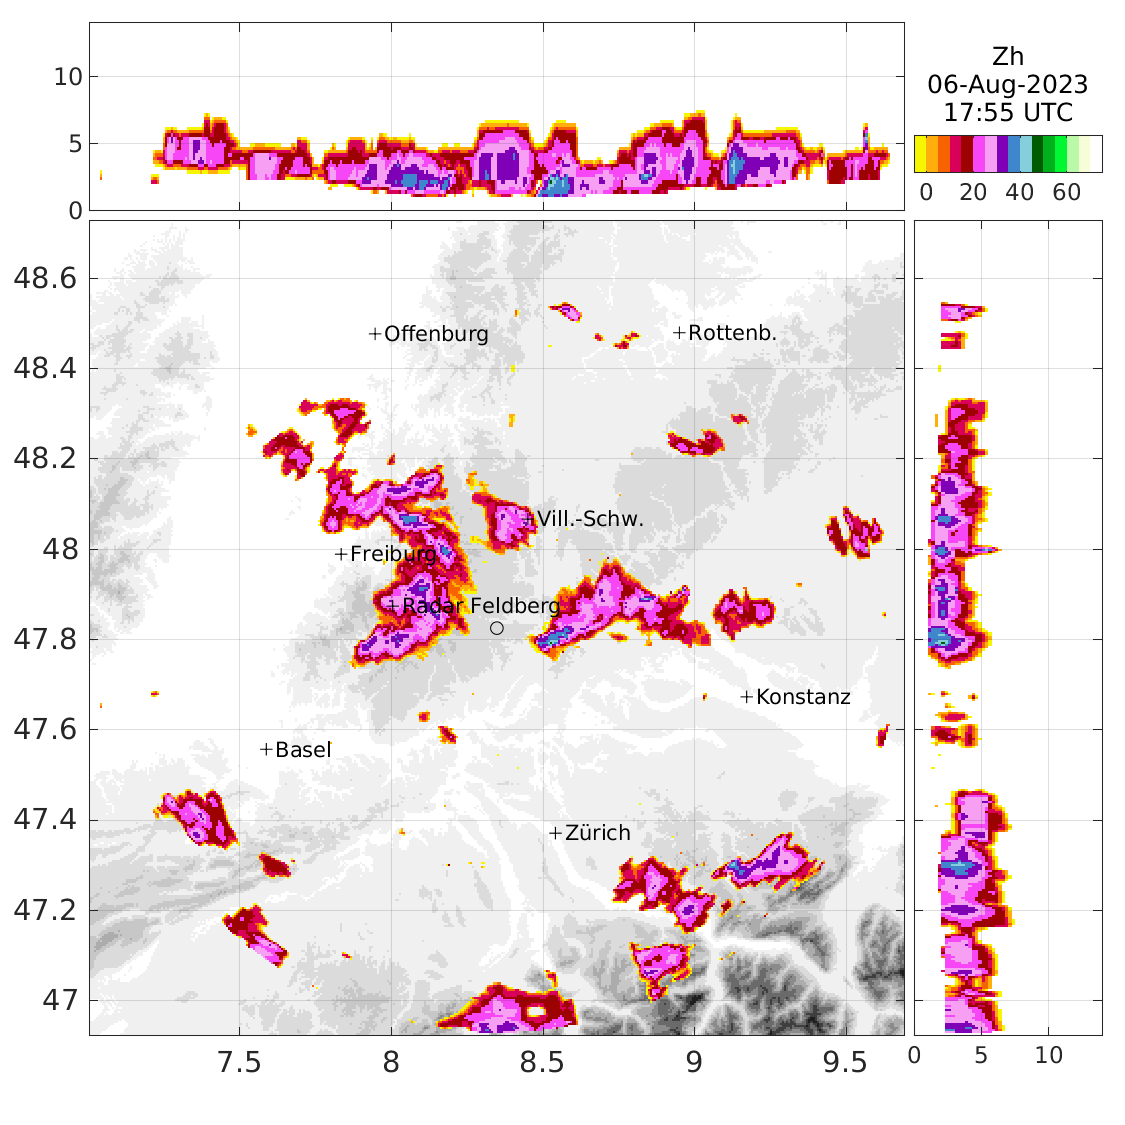 10
5
0
Zh
06-Aug-2023
17:55 UTC
0 20 40 60
48.6
48.4
48.2
48
47.8
47.6
47.4
47.2
47
+Offenburg
+Rottenb.
+Vill.-Schw.
+Freiburg
+Radar Feldberg
+Konstanz
+Basel
+Zürich
7.5 8 8.5 9 9.5
0 5 10